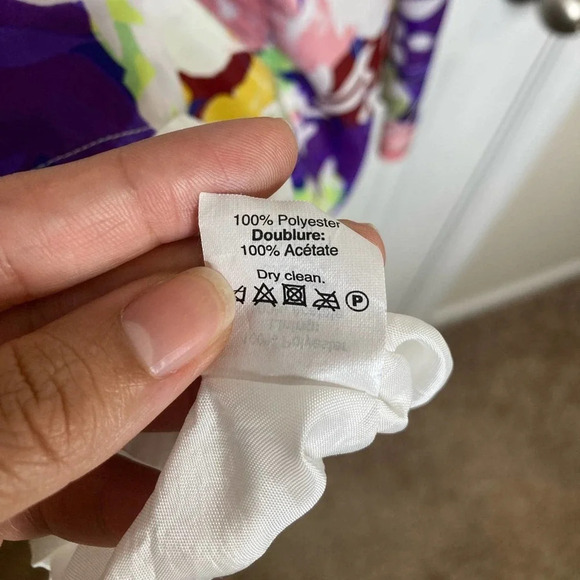 100% Polyester
Doublure:
100% Acétate
Dry clean.
P